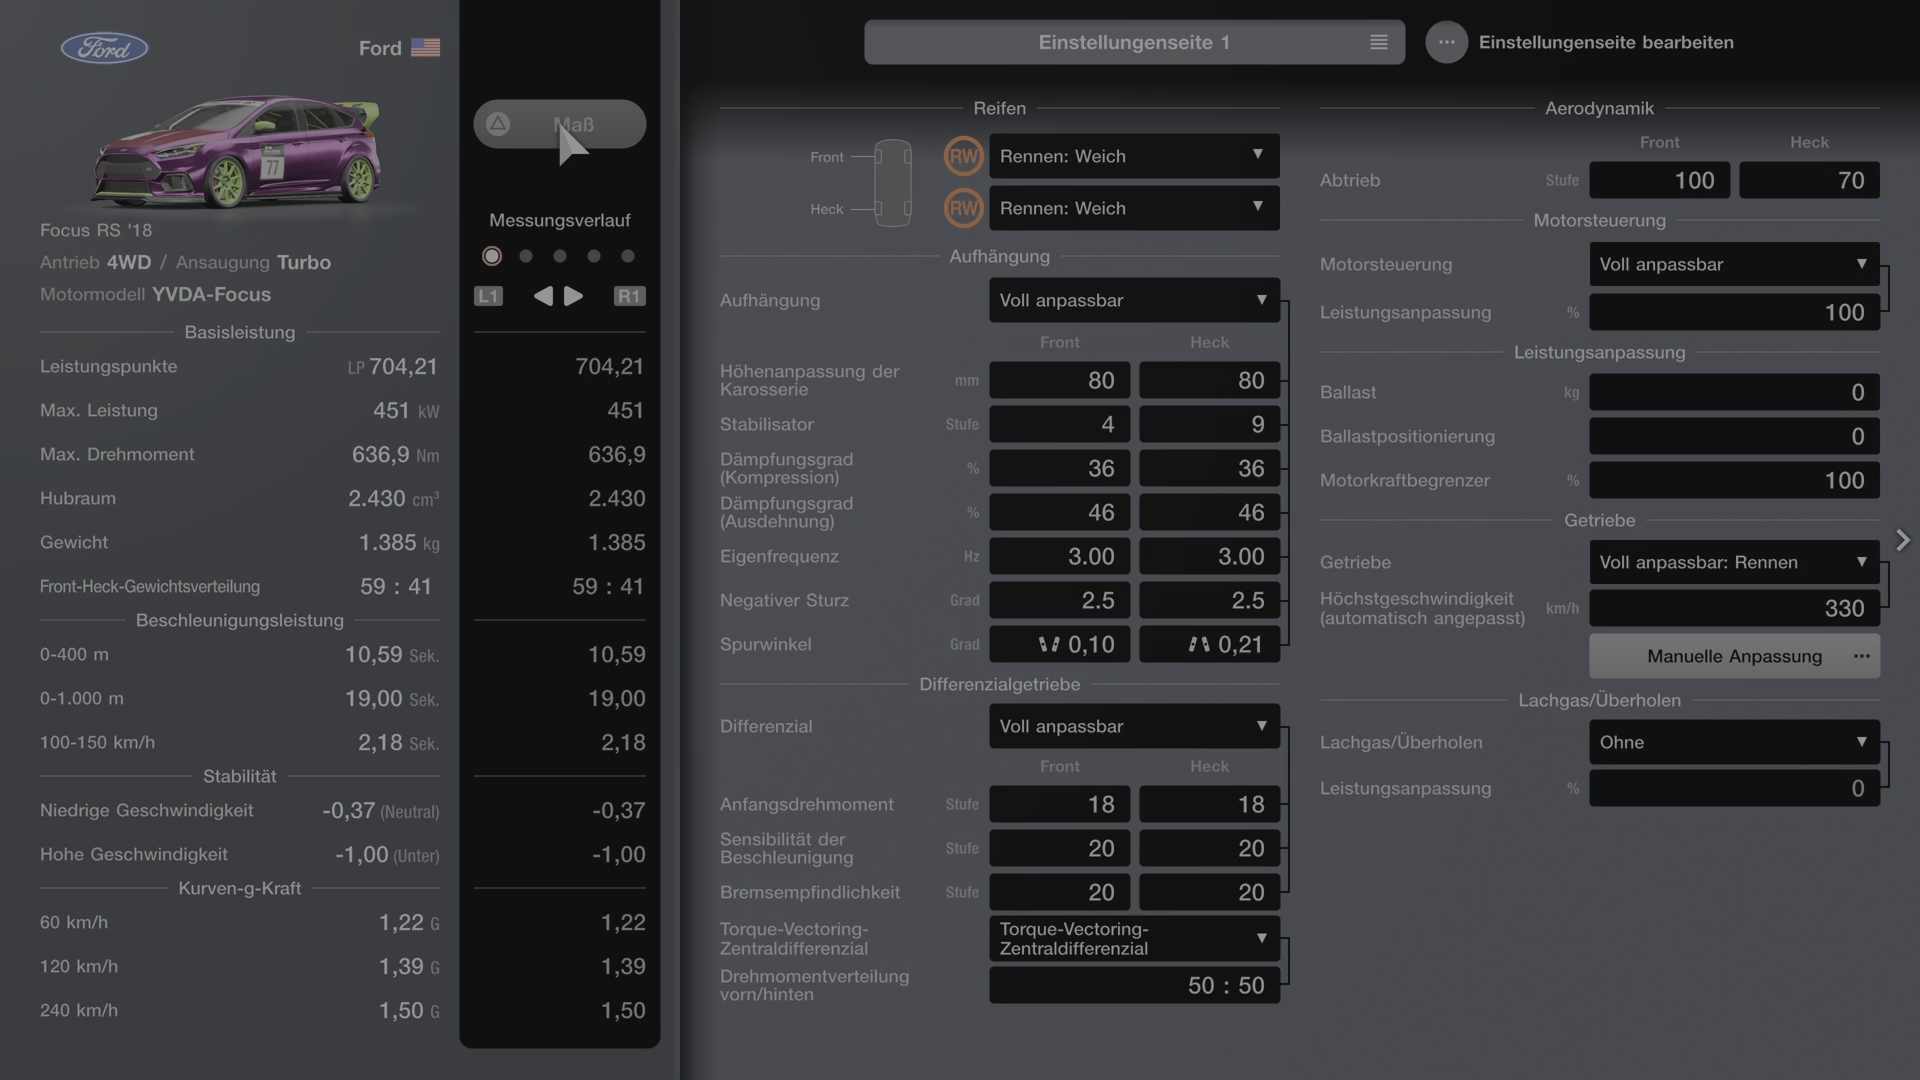 Ford
Ford
Focus RS '18
Antrieb 4WD / Ansaugung Turbo
Motormodell YVDA-Focus
Basisleistung
Leistungspunkte LP 704,21
Max. Leistung 451 kW
Max. Drehmoment 636,9 Nm
Hubraum 2.430 cm³
Gewicht 1.385 kg
Front-Heck-Gewichtsverteilung 59 : 41
Beschleunigungsleistung
0-400 m 10,59 Sek.
0-1.000 m 19,00 Sek.
100-150 km/h 2,18 Sek.
Stabilität
Niedrige Geschwindigkeit -0,37 (Neutral)
Hohe Geschwindigkeit -1,00 (Unter)
Kurven-g-Kraft
60 km/h 1,22 G
120 km/h 1,39 G
240 km/h 1,50 G
77
Maß
Messungsverlauf
L1 R1
704,21
451
636,9
2.430
1.385
59 : 41
10,59
19,00
2,18
-0,37
-1,00
1,22
1,39
1,50
Einstellungenseite 1
Einstellungenseite bearbeiten
Reifen
Front RW Rennen: Weich
Heck RW Rennen: Weich
Aufhängung
Aufhängung Voll anpassbar
Front Heck
Höhenanpassung der
Karosserie mm 80 80
Stabilisator Stufe 4 9
Dämpfungsgrad
(Kompression) % 36 36
Dämpfungsgrad
(Ausdehnung) % 46 46
Eigenfrequenz Hz 3.00 3.00
Negativer Sturz Grad 2.5 2.5
Spurwinkel Grad 0,10 0,21
Differenzialgetriebe
Differenzial Voll anpassbar
Front Heck
Anfangsdrehmoment Stufe 18 18
Sensibilität der
Beschleunigung Stufe 20 20
Bremsempfindlichkeit Stufe 20 20
Torque-Vectoring-
Zentraldifferenzial
Torque-Vectoring-
Zentraldifferenzial
Drehmomentverteilung
vorn/hinten 50 : 50
Aerodynamik
Front Heck
Abtrieb Stufe 100 70
Motorsteuerung
Motorsteuerung Voll anpassbar
Leistungsanpassung % 100
Leistungsanpassung
Ballast kg 0
Ballastpositionierung 0
Motorkraftbegrenzer % 100
Getriebe
Getriebe Voll anpassbar: Rennen
Höchstgeschwindigkeit
(automatisch angepasst) km/h 330
Manuelle Anpassung
Lachgas/Überholen
Lachgas/Überholen Ohne
Leistungsanpassung % 0